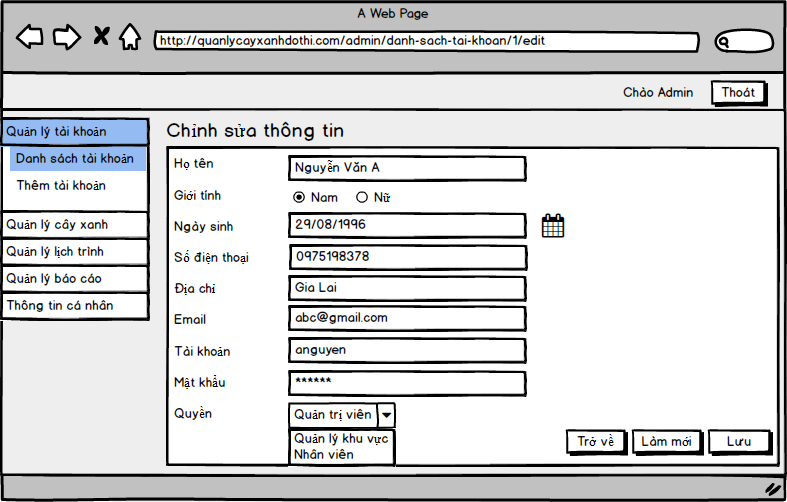 A Web Page
http://quanlycayxanhdothi.com/admin/danh-sach-tai-khoan/1/edit
Chào Admin
Thoát
Quản lý tài khoản
Danh sách tài khoản
Thêm tài khoản
Quản lý cây xanh
Quản lý lịch trình
Quản lý báo cáo
Thông tin cá nhân
Chỉnh sửa thông tin
Họ tên
Nguyễn Văn A
Giới tính
Nam
Nữ
Ngày sinh
29/08/1996
Số điện thoại
0975198378
Địa chỉ
Gia Lai
Email
abc@gmail.com
Tài khoản
anguyen
Mật khẩu
******
Quyền
Quản trị viên
Quản lý khu vực
Nhân viên
Trở về
Làm mới
Lưu